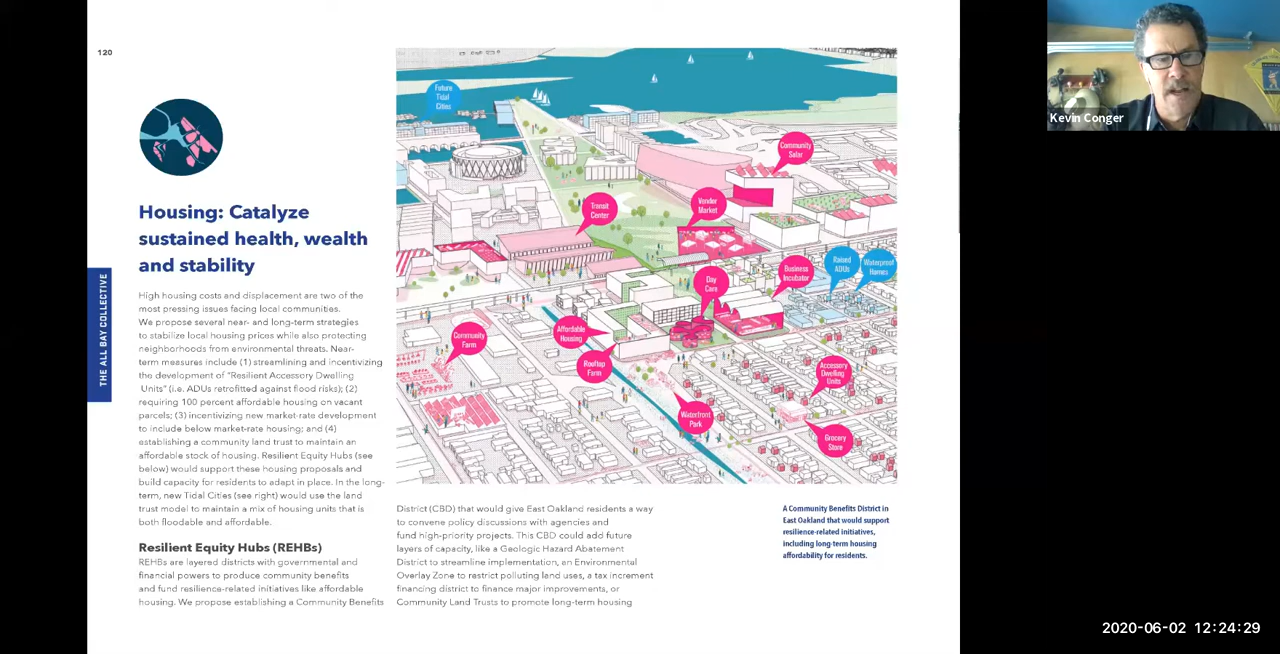 120
THE ALL BAY COLLECTIVE
Housing: Catalyze
sustained health, wealth
and stability
High housing costs and displacement are two of the
most pressing issues facing local communities.
We propose several near- and long-term strategies
to stabilize local housing prices while also protecting
neighborhoods from environmental threats. Near-
term measures include (1) streamlining and incentivizing
the development of "Resilient Accessory Dwelling
Units" (i.e. ADUs retrofitted against flood risks); (2)
requiring 100 percent affordable housing on vacant
parcels; (3) incentivizing new market-rate development
to include below market-rate housing; and (4)
establishing a community land trust to maintain an
affordable stock of housing. Resilient Equity Hubs (see
below) would support these housing proposals and
build capacity for residents to adapt in place. In the long-
term, new Tidal Cities (see right) would use the land
trust model to maintain a mix of housing units that is
both floodable and affordable.
Resilient Equity Hubs (REHBs)
REHBs are layered districts with governmental and
financial powers to produce community benefits
and fund resilience-related initiatives like affordable
housing. We propose establishing a Community Benefits
Future
Tidal
Cities
Community
Solar
Transit
Center
Vendor
Market
Raised
ADUs
Waterproof
Homes
Business
Incubator
Day
Care
Community
Farm
Affordable
Housing
Rooftop
Farm
Accessory
Dwelling
Units
Waterfront
Park
Grocery
Store
District (CBD) that would give East Oakland residents a way
to convene policy discussions with agencies and
fund high-priority projects. This CBD could add future
layers of capacity, like a Geologic Hazard Abatement
District to streamline implementation, an Environmental
Overlay Zone to restrict polluting land uses, a tax increment
financing district to finance major improvements, or
Community Land Trusts to promote long-term housing
A Community Benefits District in
East Oakland that would support
resilience-related initiatives,
including long-term housing
affordability for residents.
Kevin Conger
2020-06-02 12:24:29